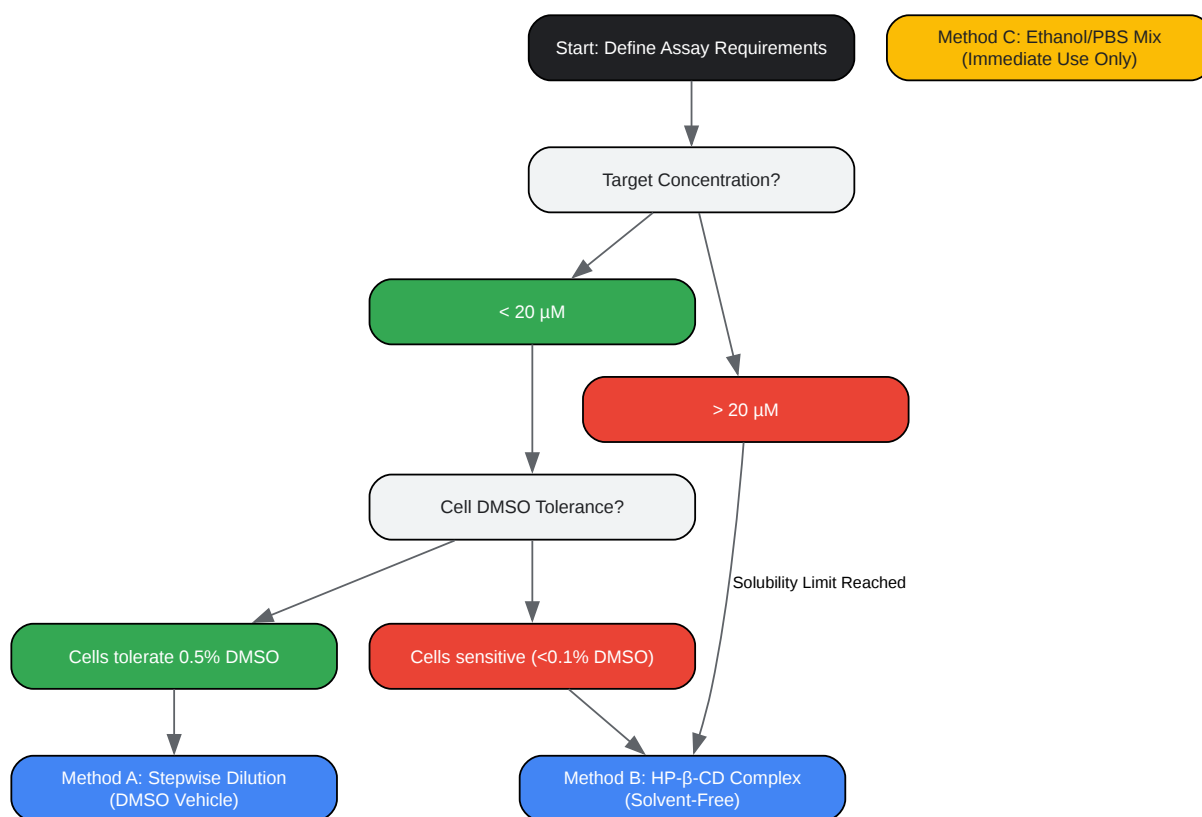 Start: Define Assay Requirements
Method C: Ethanol/PBS Mix
(Immediate Use Only)
Target Concentration?
< 20 µM
> 20 µM
Cell DMSO Tolerance?
Solubility Limit Reached
Cells tolerate 0.5% DMSO
Cells sensitive (<0.1% DMSO)
Method A: Stepwise Dilution
(DMSO Vehicle)
Method B: HP-β-CD Complex
(Solvent-Free)